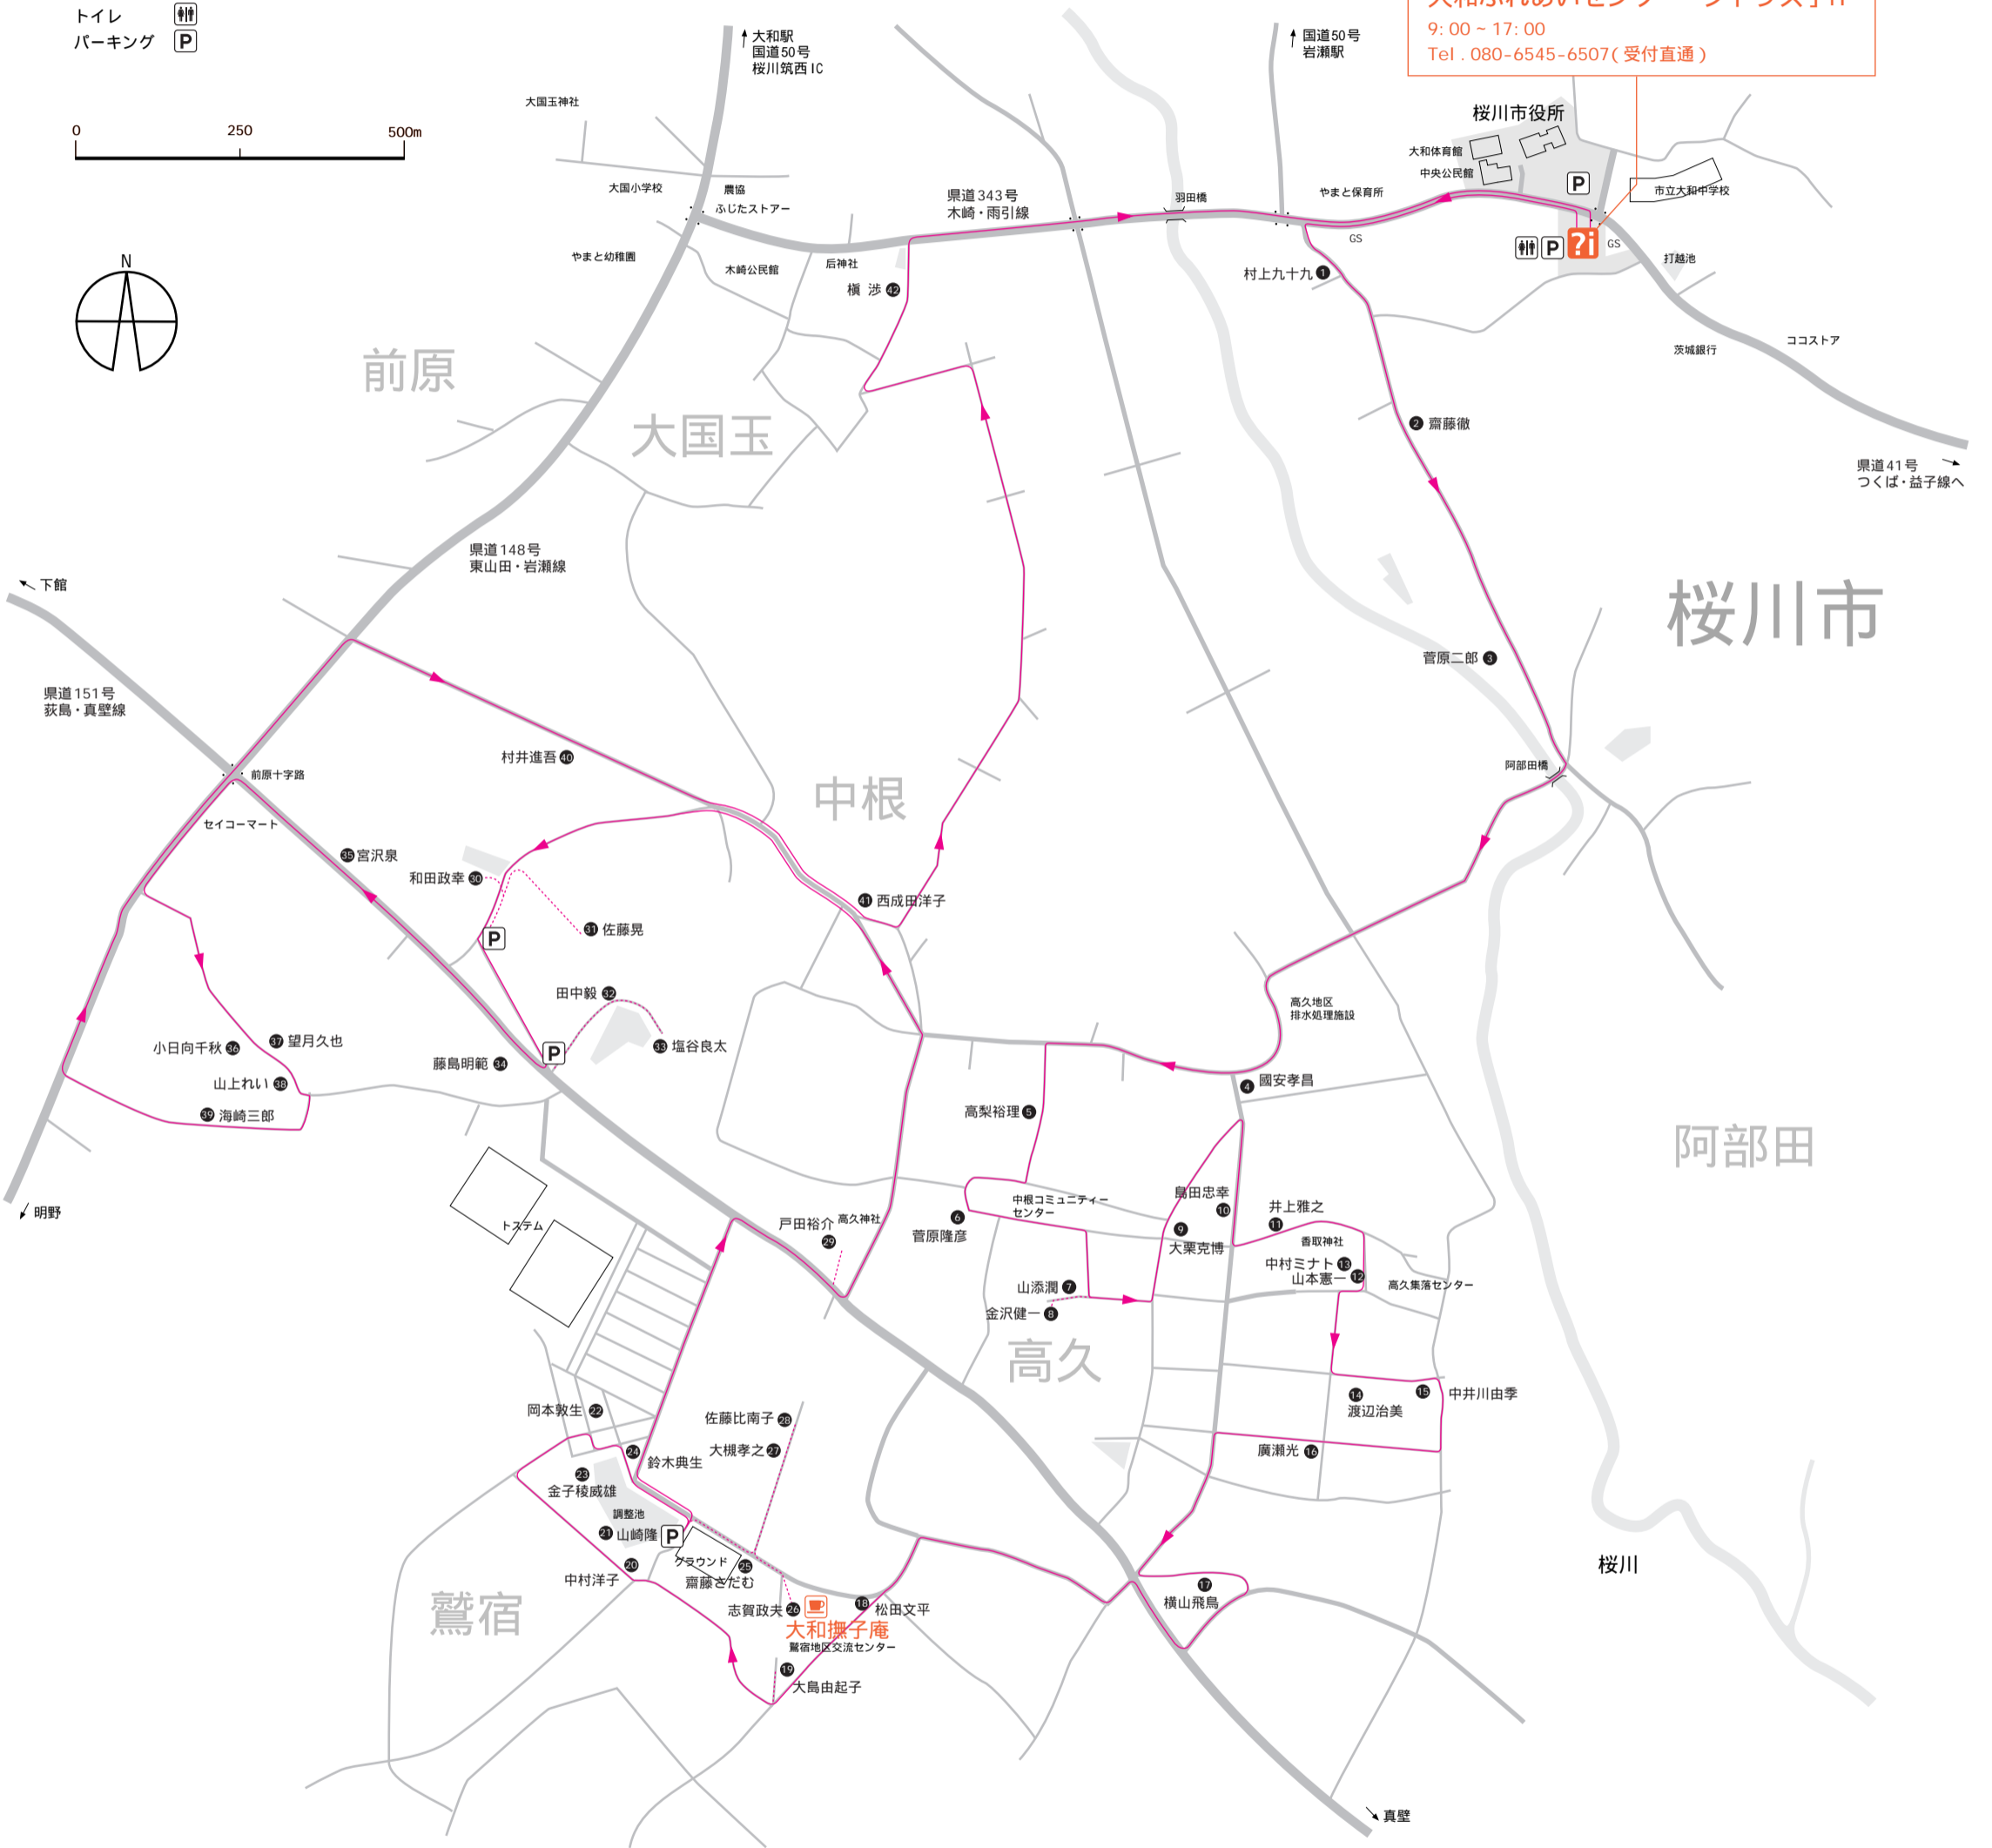 トイレ
パーキング P
0 250 500m
N
9:00~17:00
Tel.080-6545-6507(受付直通)
大和駅
国道50号
桜川筑西IC
国道50号
岩瀬駅
大国玉神社
大国小学校
農協
ふじたストアー
県道343号
木崎・雨引線
羽田橋
やまと保育所
桜川市役所
大和体育館
中央公民館
P
市立大和中学校
やまと幼稚園
木崎公民館
后神社
槇 渉 42
GS
P
?i
GS
打越池
村上九十九 1
茨城銀行
ココストア
前原
大国玉
2 齋藤徹
県道41号
つくば・益子線へ
県道148号
東山田・岩瀬線
下館
桜川市
菅原二郎 3
県道151号
荻島・真壁線
村井進吾 40
前原十字路
中根
阿部田橋
セイコーマート
35 宮沢泉
和田政幸 30
41 西成田洋子
31 佐藤晃
P
田中毅 32
高久地区
排水処理施設
小日向千秋 36
37 望月久也
33 塩谷良太
藤島明範 34
P
山上れい 38
4 國安孝昌
39 海崎三郎
高梨裕理 5
阿部田
明野
トステム
戸田裕介
29
高久神社
6
菅原隆彦
中根コミュニティー
センター
島田忠幸
10
9
大栗克博
井上雅之
11
香取神社
中村ミナト 13
山本憲一 12
高久集落センター
山添潤 7
金沢健一 8
高久
14
渡辺治美
15 中井川由季
岡本敦生 22
佐藤比南子 28
大槻孝之 27
24
鈴木典生
廣瀬光 16
23
金子稜威雄
調整池
21 山崎隆 P
グラウンド
25
齋藤さだむ
20
中村洋子
桜川
鷲宿
志賀政夫 26
大和撫子庵
鷲宿地区交流センター
18 松田文平
17
横山飛鳥
19
大島由起子
真壁